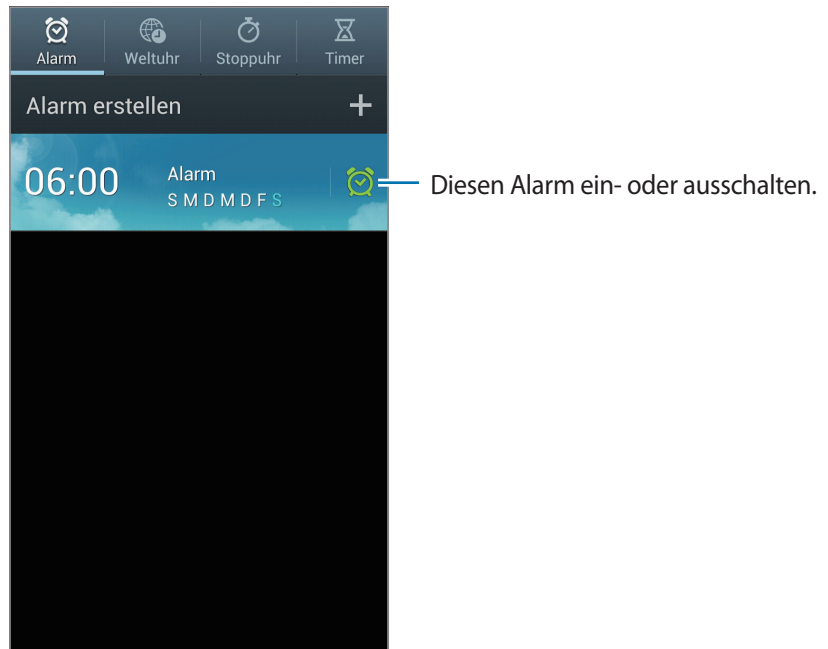 Alarm Weltuhr Stoppuhr Timer
Alarm erstellen
06:00 Alarm
S M D M D F S
Diesen Alarm ein- oder ausschalten.